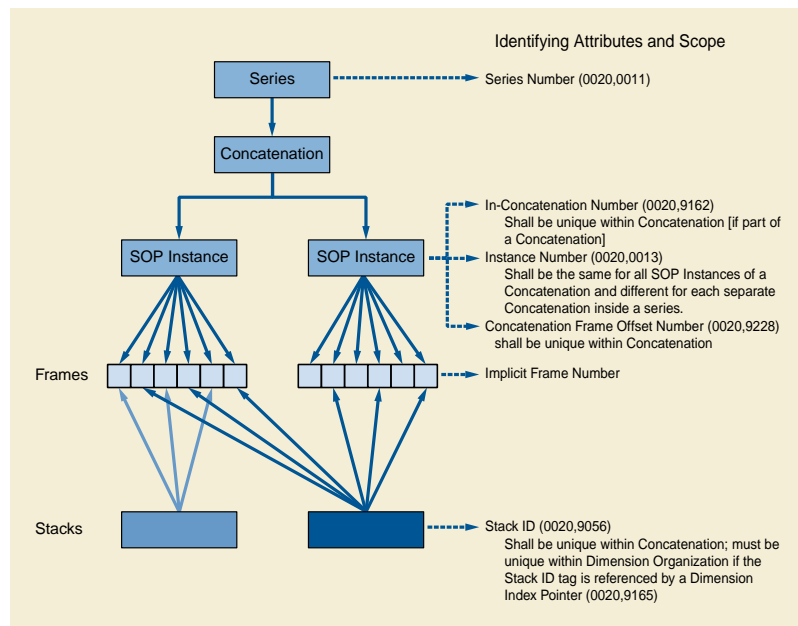 Identifying Attributes and Scope
Series
Series Number (0020,0011)
Concatenation
In-Concatenation Number (0020,9162)
Shall be unique within Concatenation [if part of
a Concatenation]
SOP Instance
SOP Instance
Instance Number (0020,0013)
Shall be the same for all SOP Instances of a
Concatenation and different for each separate
Concatenation inside a series.
Concatenation Frame Offset Number (0020,9228)
shall be unique within Concatenation
Frames
Implicit Frame Number
Stacks
Stack ID (0020,9056)
Shall be unique within Concatenation; must be
unique within Dimension Organization if the
Stack ID tag is referenced by a Dimension
Index Pointer (0020,9165)